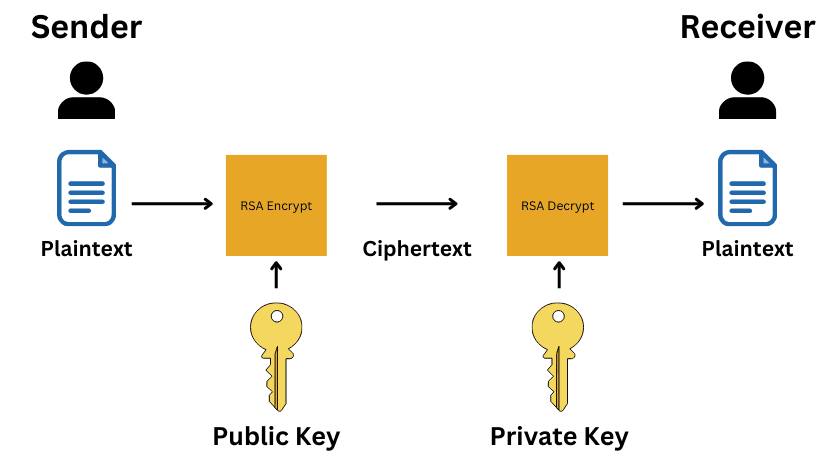 Sender
Receiver
RSA Encrypt
RSA Decrypt
Plaintext
Ciphertext
Plaintext
Public Key
Private Key